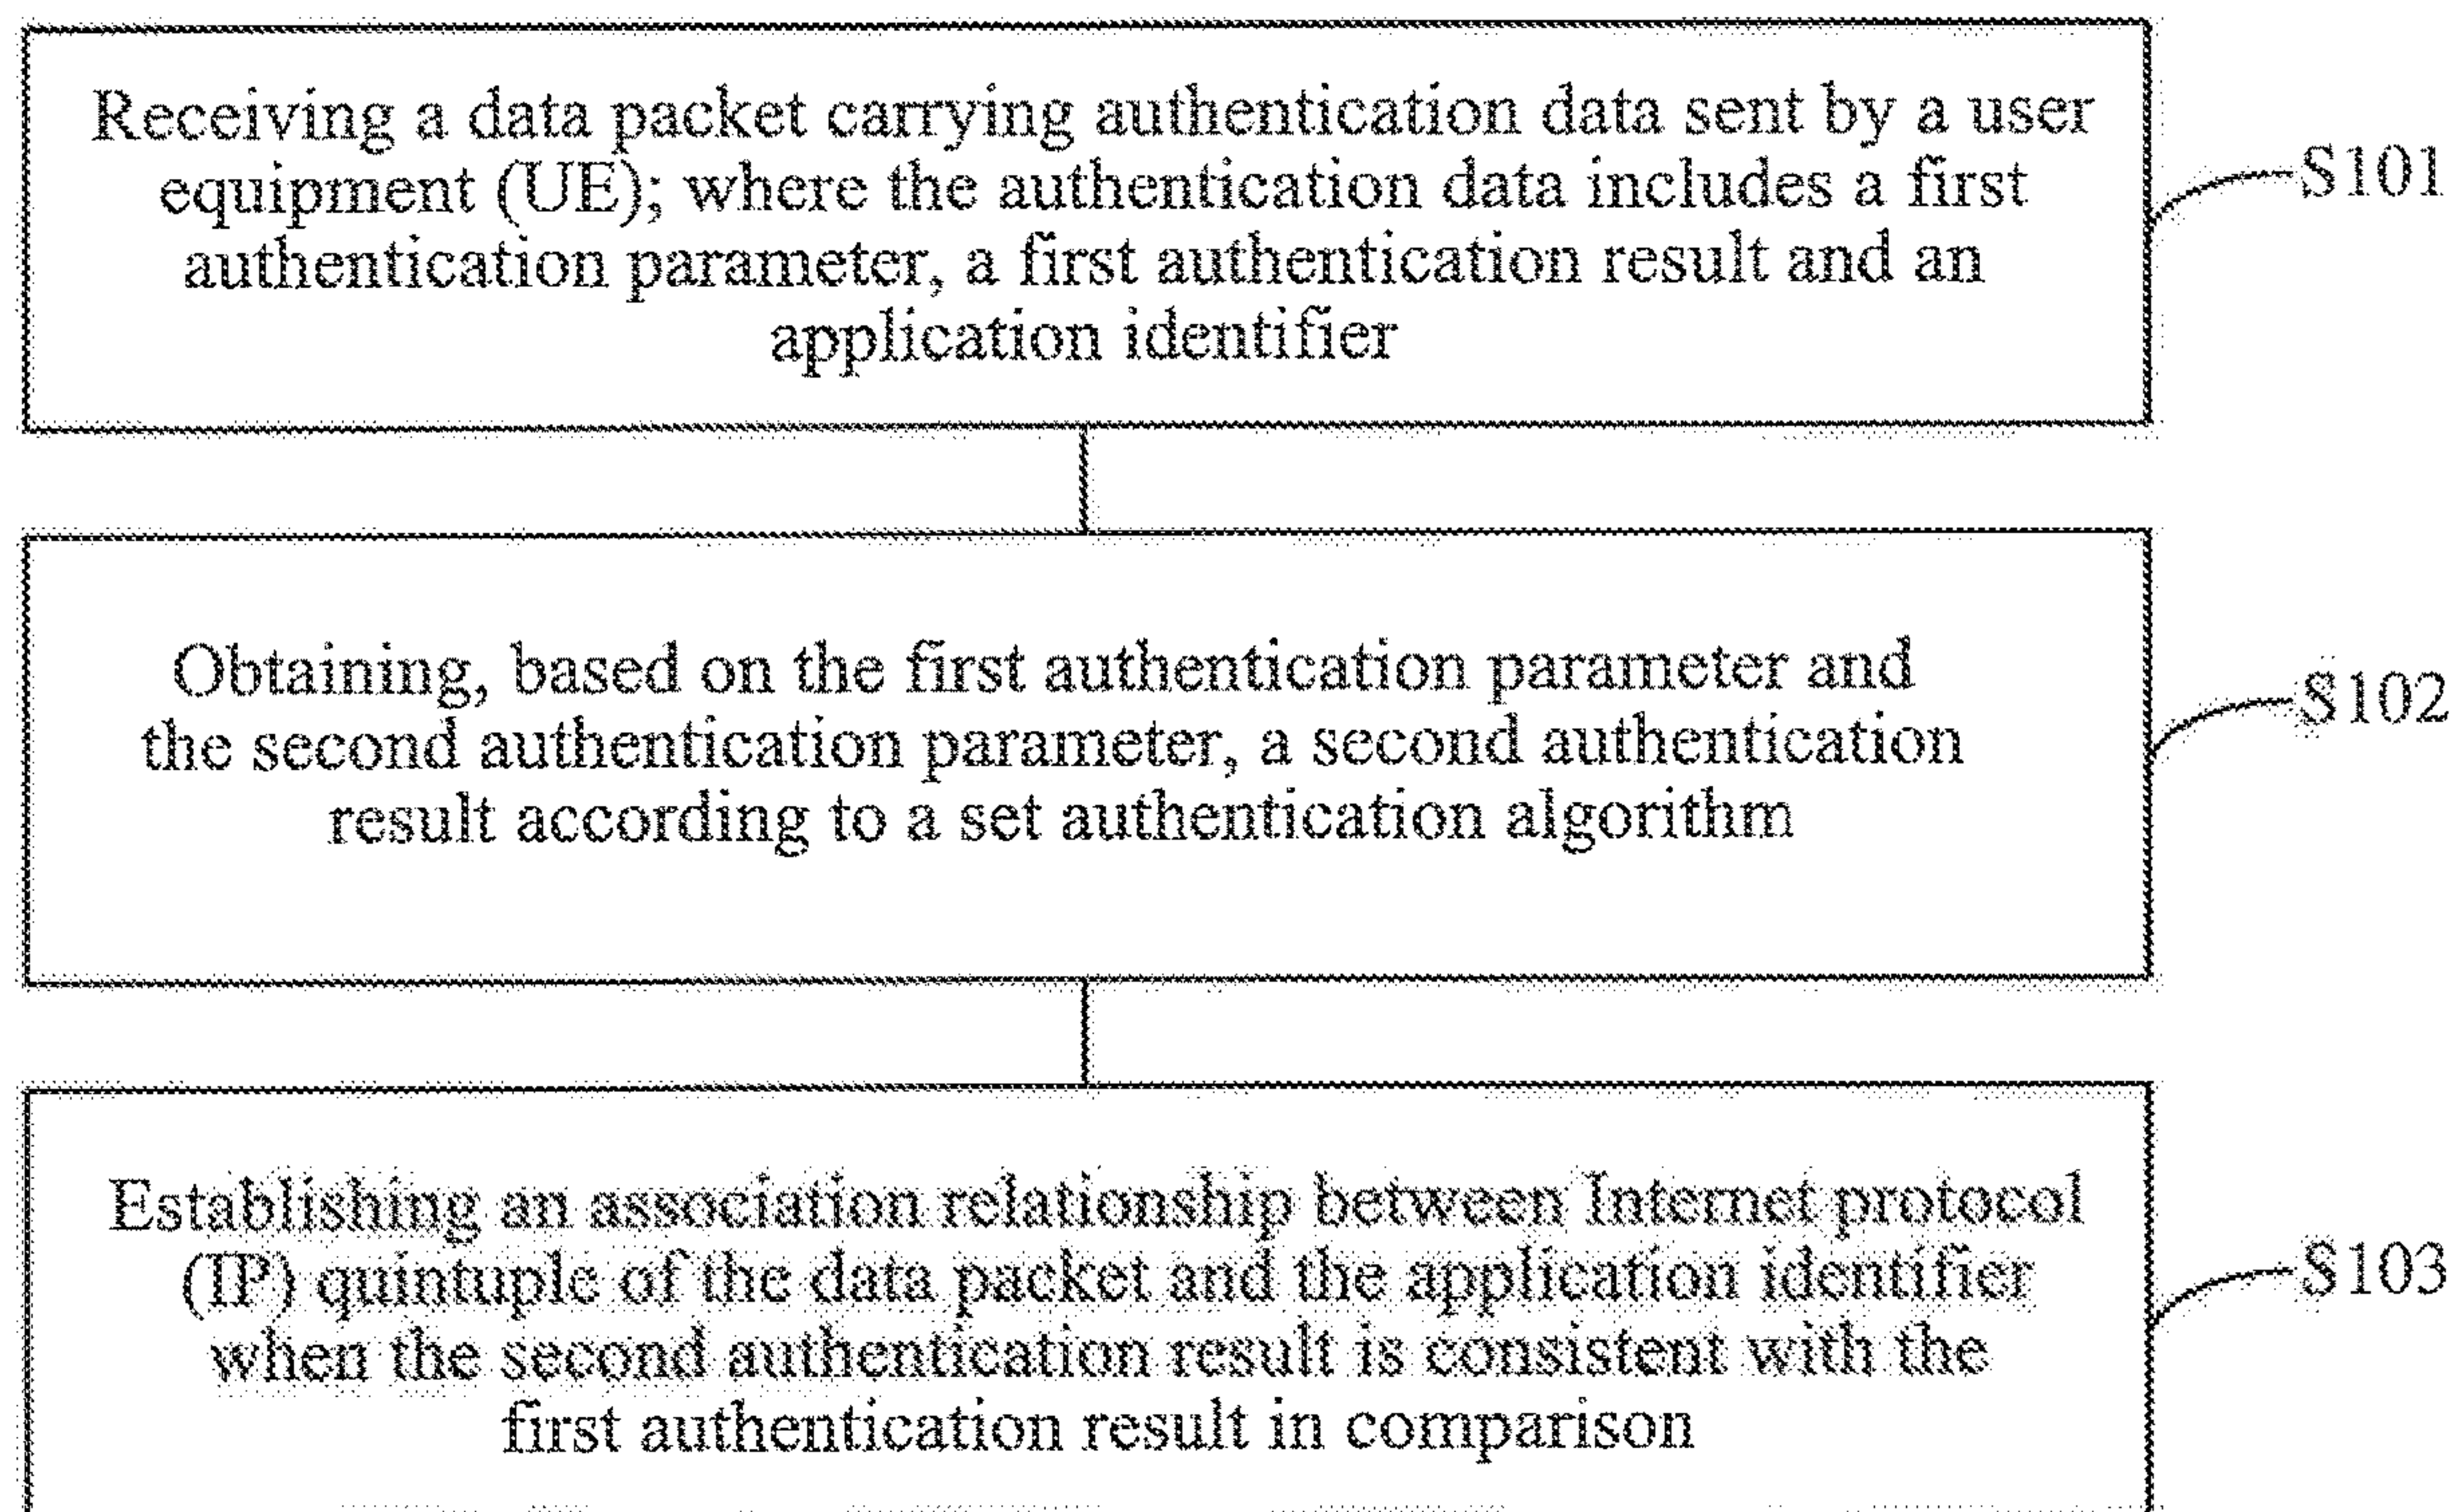 Receiving a data packet carrying authentication data sent by a user
equipment (UE); where the authentication data includes a first
authentication parameter, a first authentication result and an
application identifier
S101
Obtaining, based on the first authentication parameter and
the second authentication parameter, a second authentication
result according to a set authentication algorithm
S102
Establishing an association relationship between Internet protocol
(IP) quintuple of the data packet and the application identifier
when the second authentication result is consistent with the
first authentication result in comparison
S103